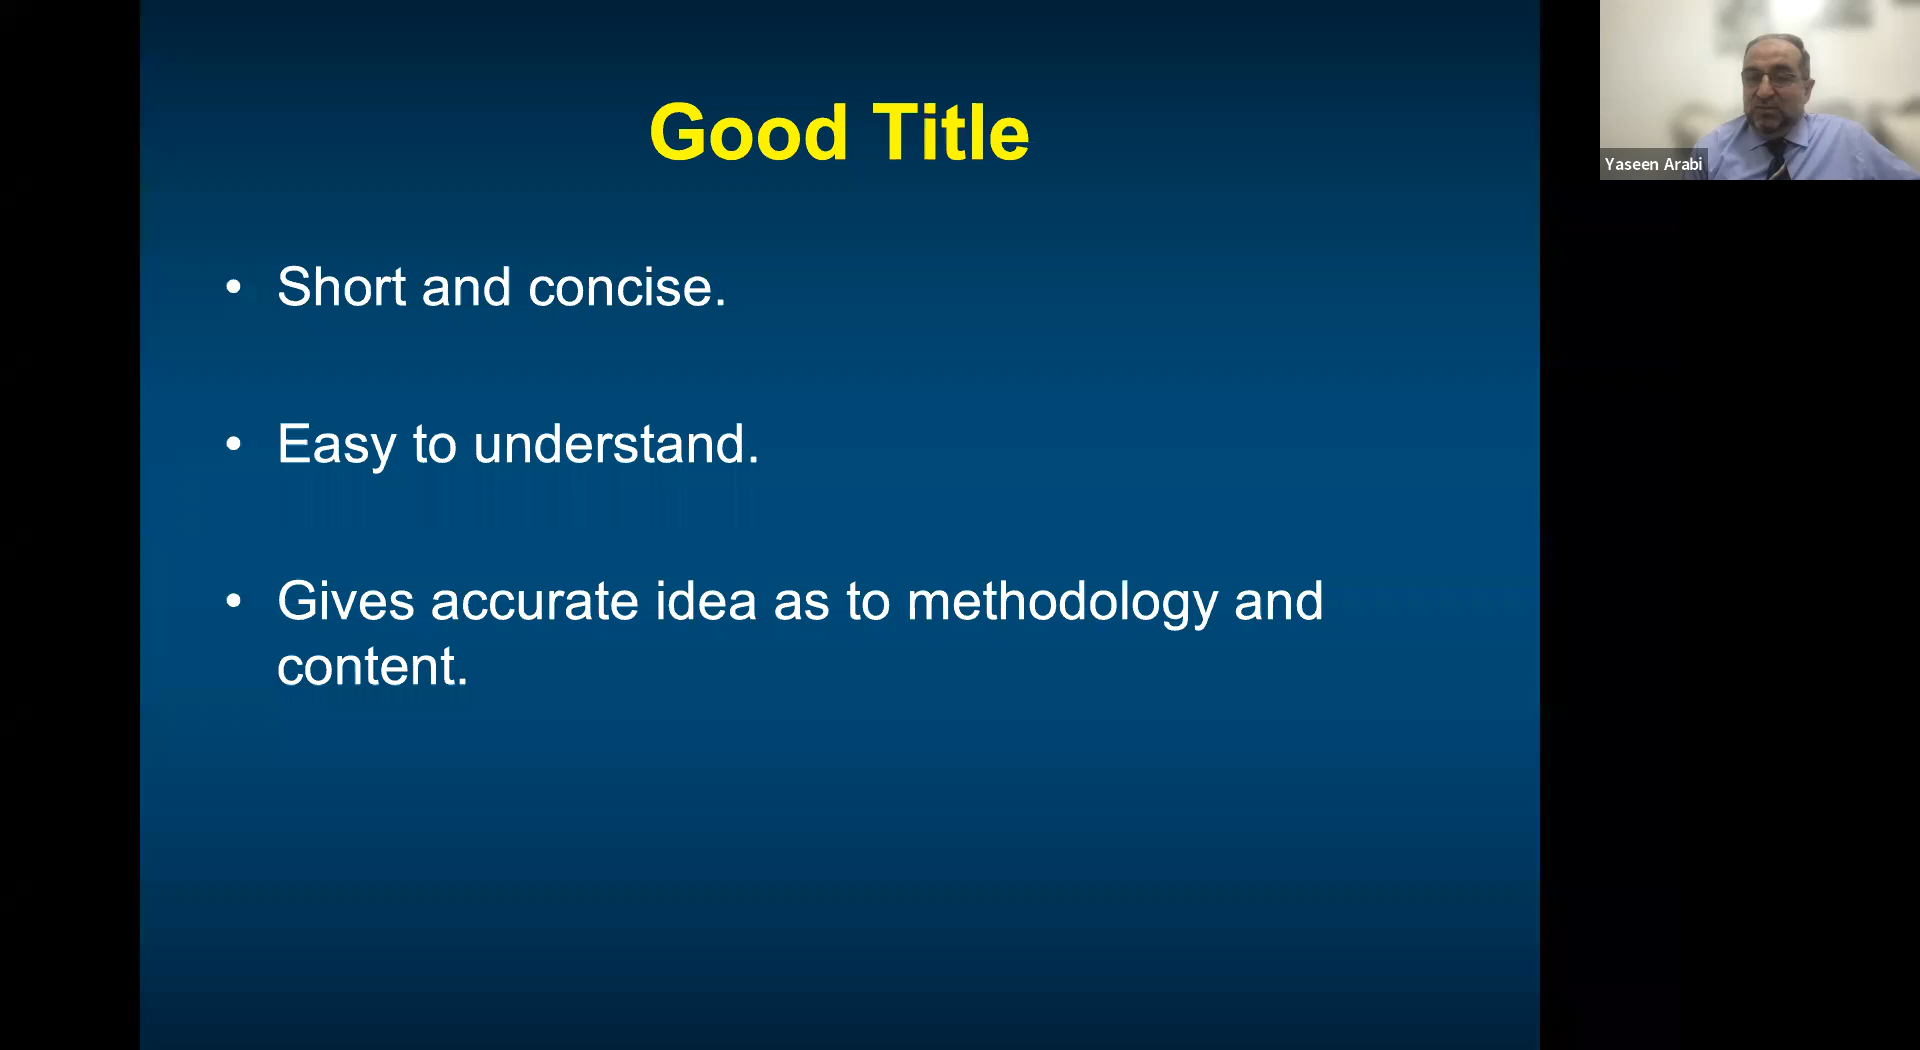 Good Title
• Short and concise.
• Easy to understand.
• Gives accurate idea as to methodology and
content.
Yaseen Arabi